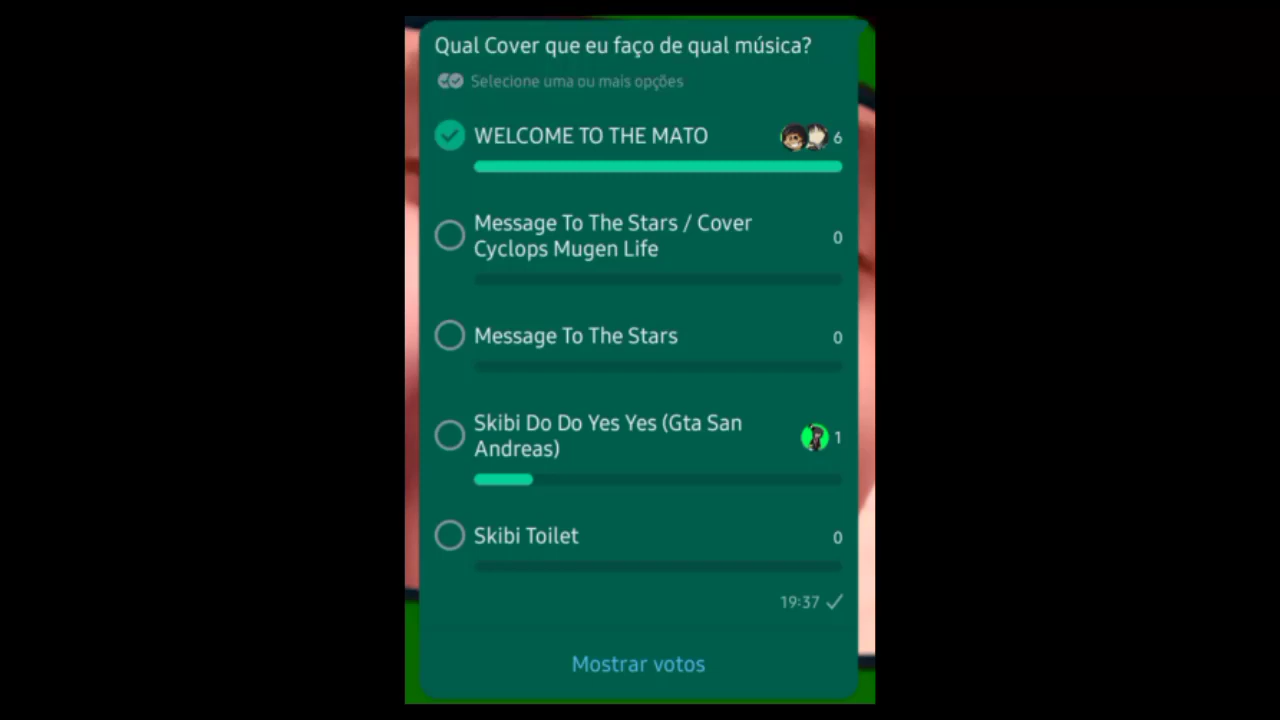 Qual Cover que eu faço de qual música?
Selecione uma ou mais opções
WELCOME TO THE MATO 6
Message To The Stars / Cover 0
Cyclops Mugen Life
Message To The Stars 0
Skibi Do Do Yes Yes (Gta San 1
Andreas)
Skibi Toilet 0
19:37
Mostrar votos